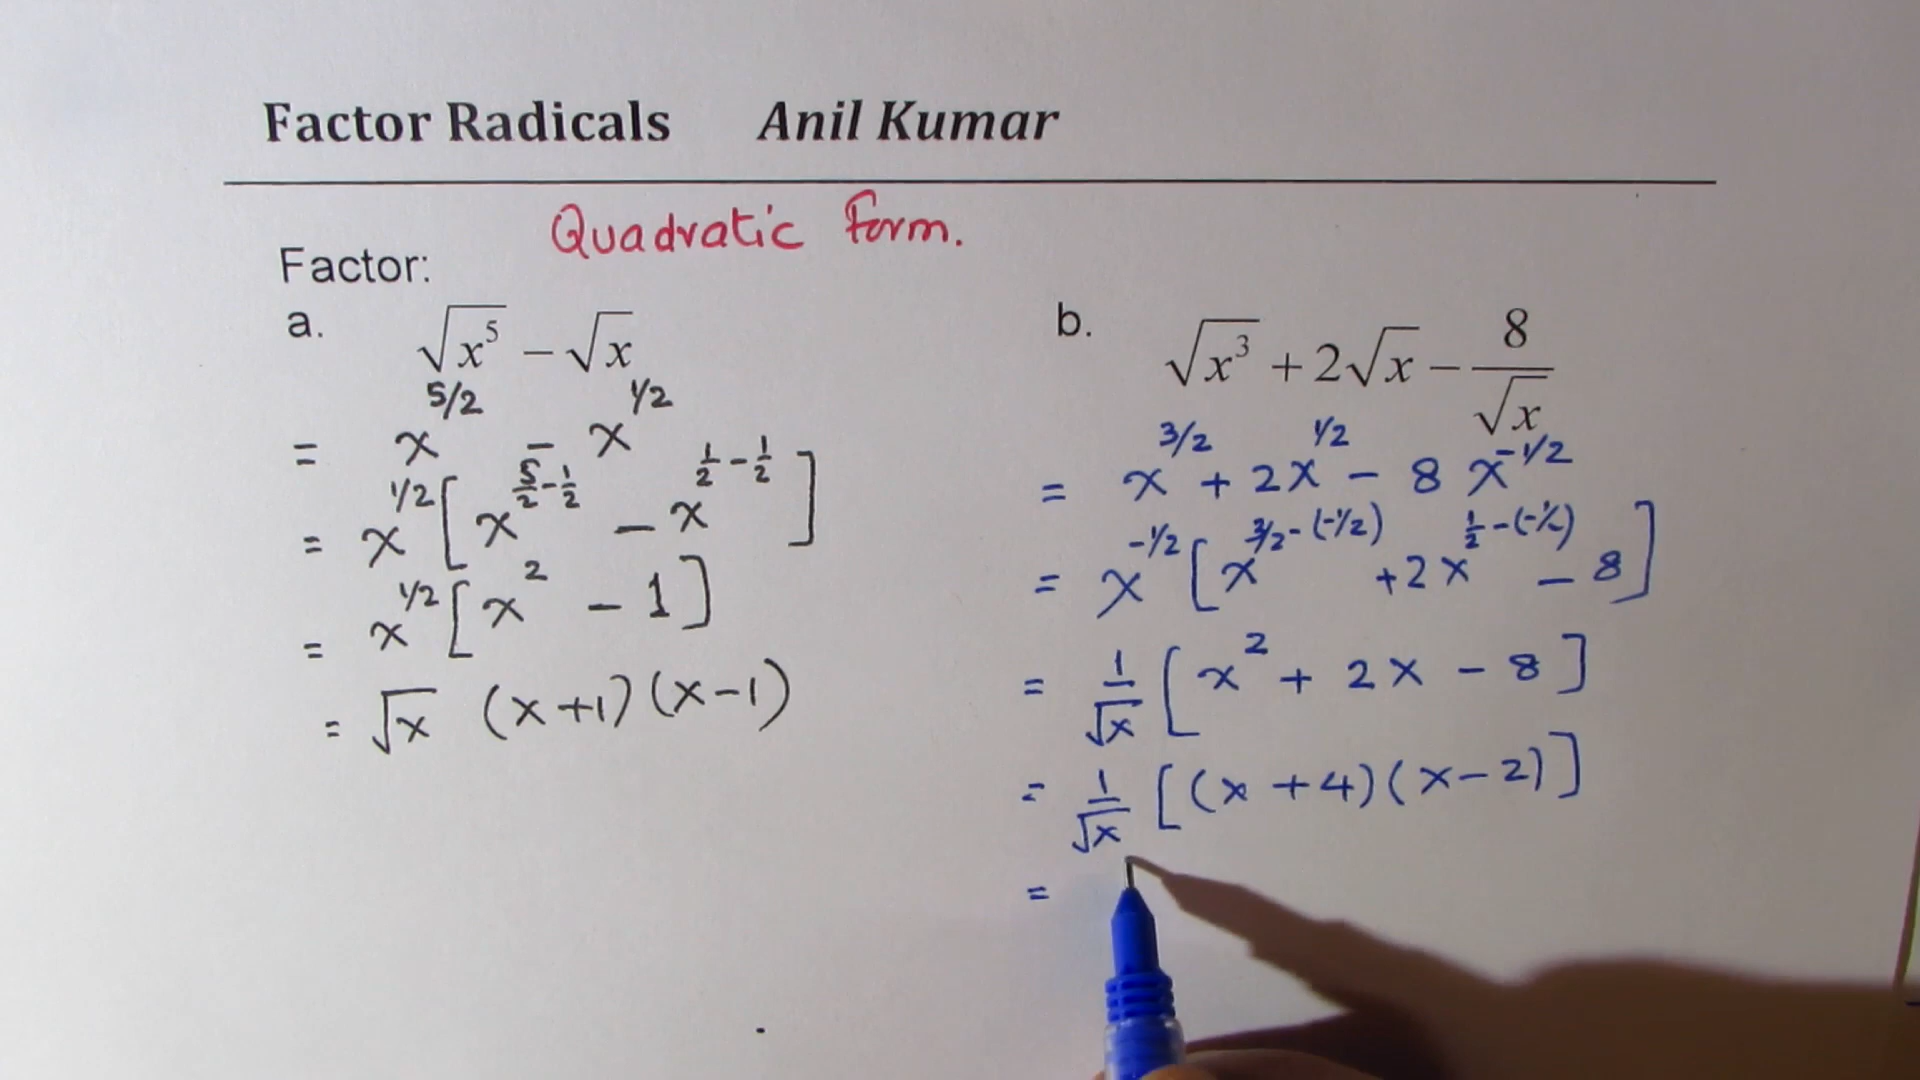 Factor Radicals Anil Kumar
Quadratic Form.
Factor:
a. √x⁵ − √x
= x^5/2 − x^1/2
= x^1/2 [x^5/2 − 1/2 − x^1/2 − 1/2]
= x^1/2 [x² − 1]
= √x (x+1)(x−1)
b. √x³ + 2√x − 8/√x
= x^3/2 + 2x^1/2 − 8x^−1/2
= x^−1/2 [x^3/2−(−1/2) + 2x^1/2−(−1/2) − 8]
= 1/√x [x² + 2x − 8]
= 1/√x [(x+4)(x−2)]
=